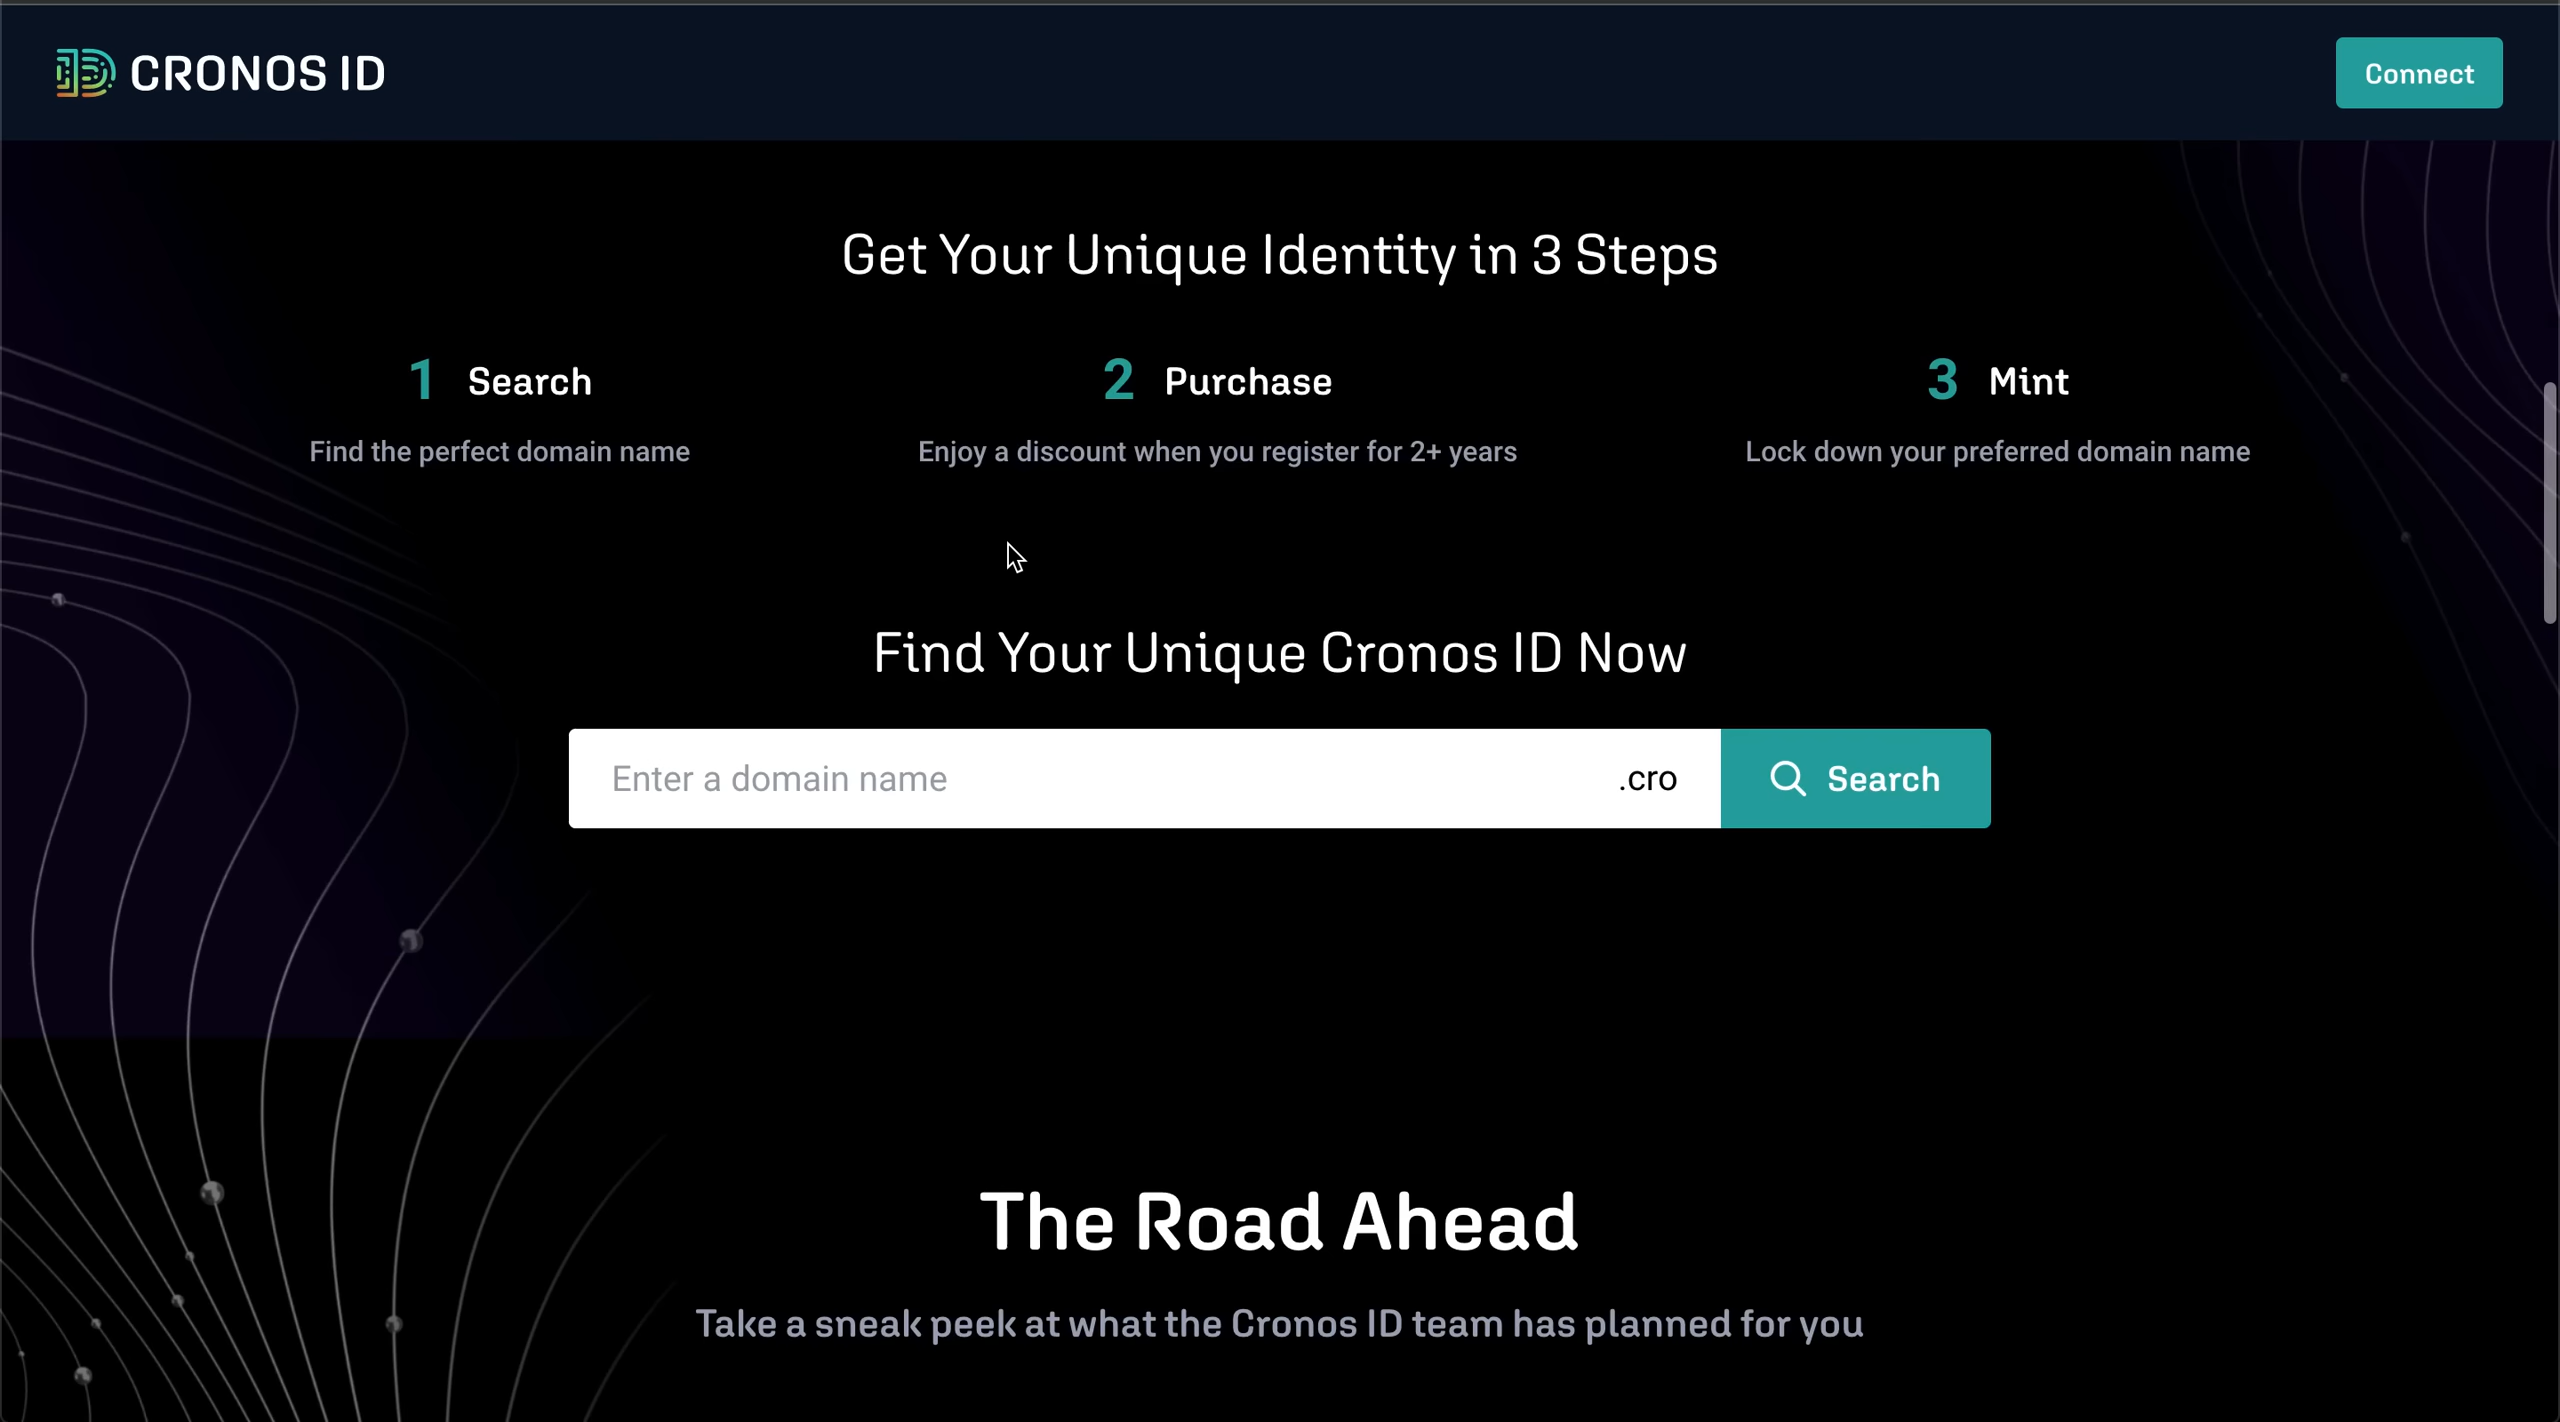 CRONOS ID
Connect
Get Your Unique Identity in 3 Steps
1 Search
Find the perfect domain name
2 Purchase
Enjoy a discount when you register for 2+ years
3 Mint
Lock down your preferred domain name
Find Your Unique Cronos ID Now
Enter a domain name .cro Search
The Road Ahead
Take a sneak peek at what the Cronos ID team has planned for you